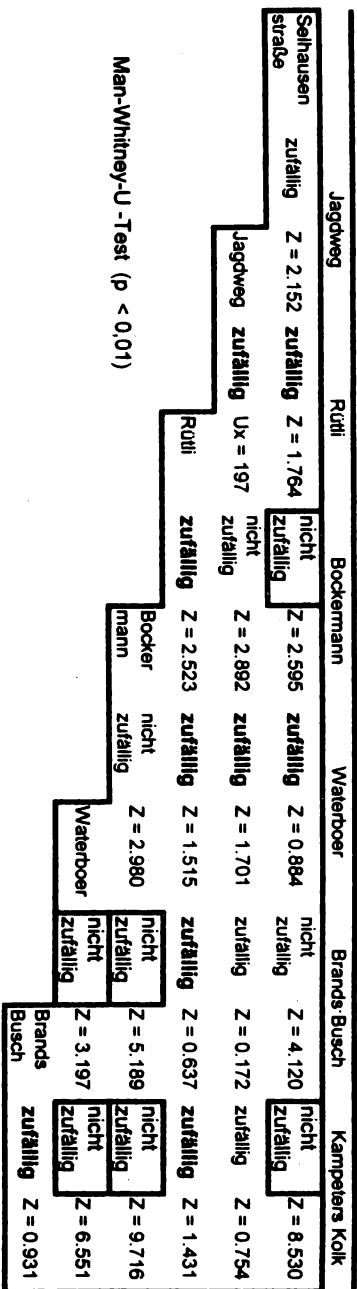 Jagdweg Rütli Bockermann Waterboer Brands·Busch Kampeters Kolk
Selhausen
straße
zufällig Z = 2.152 zufällig Z = 1.764 nicht
zufällig Z = 2.595 zufällig Z = 0.884 nicht
zufällig Z = 4.120 nicht
zufällig Z = 8.530
Jagdweg zufällig Ux = 197 nicht
zufällig Z = 2.892 zufällig Z = 1.701 zufällig Z = 0.172 zufällig Z = 0.754
Rütli zufällig Z = 2.523 zufällig Z = 1.515 zufällig Z = 0.637 zufällig Z = 1.431
Bocker
mann
nicht
zufällig Z = 2.980 nicht
zufällig Z = 5.189 nicht
zufällig Z = 9.716
Waterboer nicht
zufällig Z = 3.197 nicht
zufällig Z = 6.551
Brands
Busch
zufällig Z = 0.931
Man-Whitney-U -Test (p < 0,01)